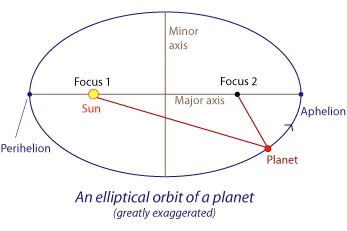 Minor
axis
Focus 1
Focus 2
Sun
Major axis
Aphelion
Perihelion
Planet
An elliptical orbit of a planet
(greatly exaggerated)